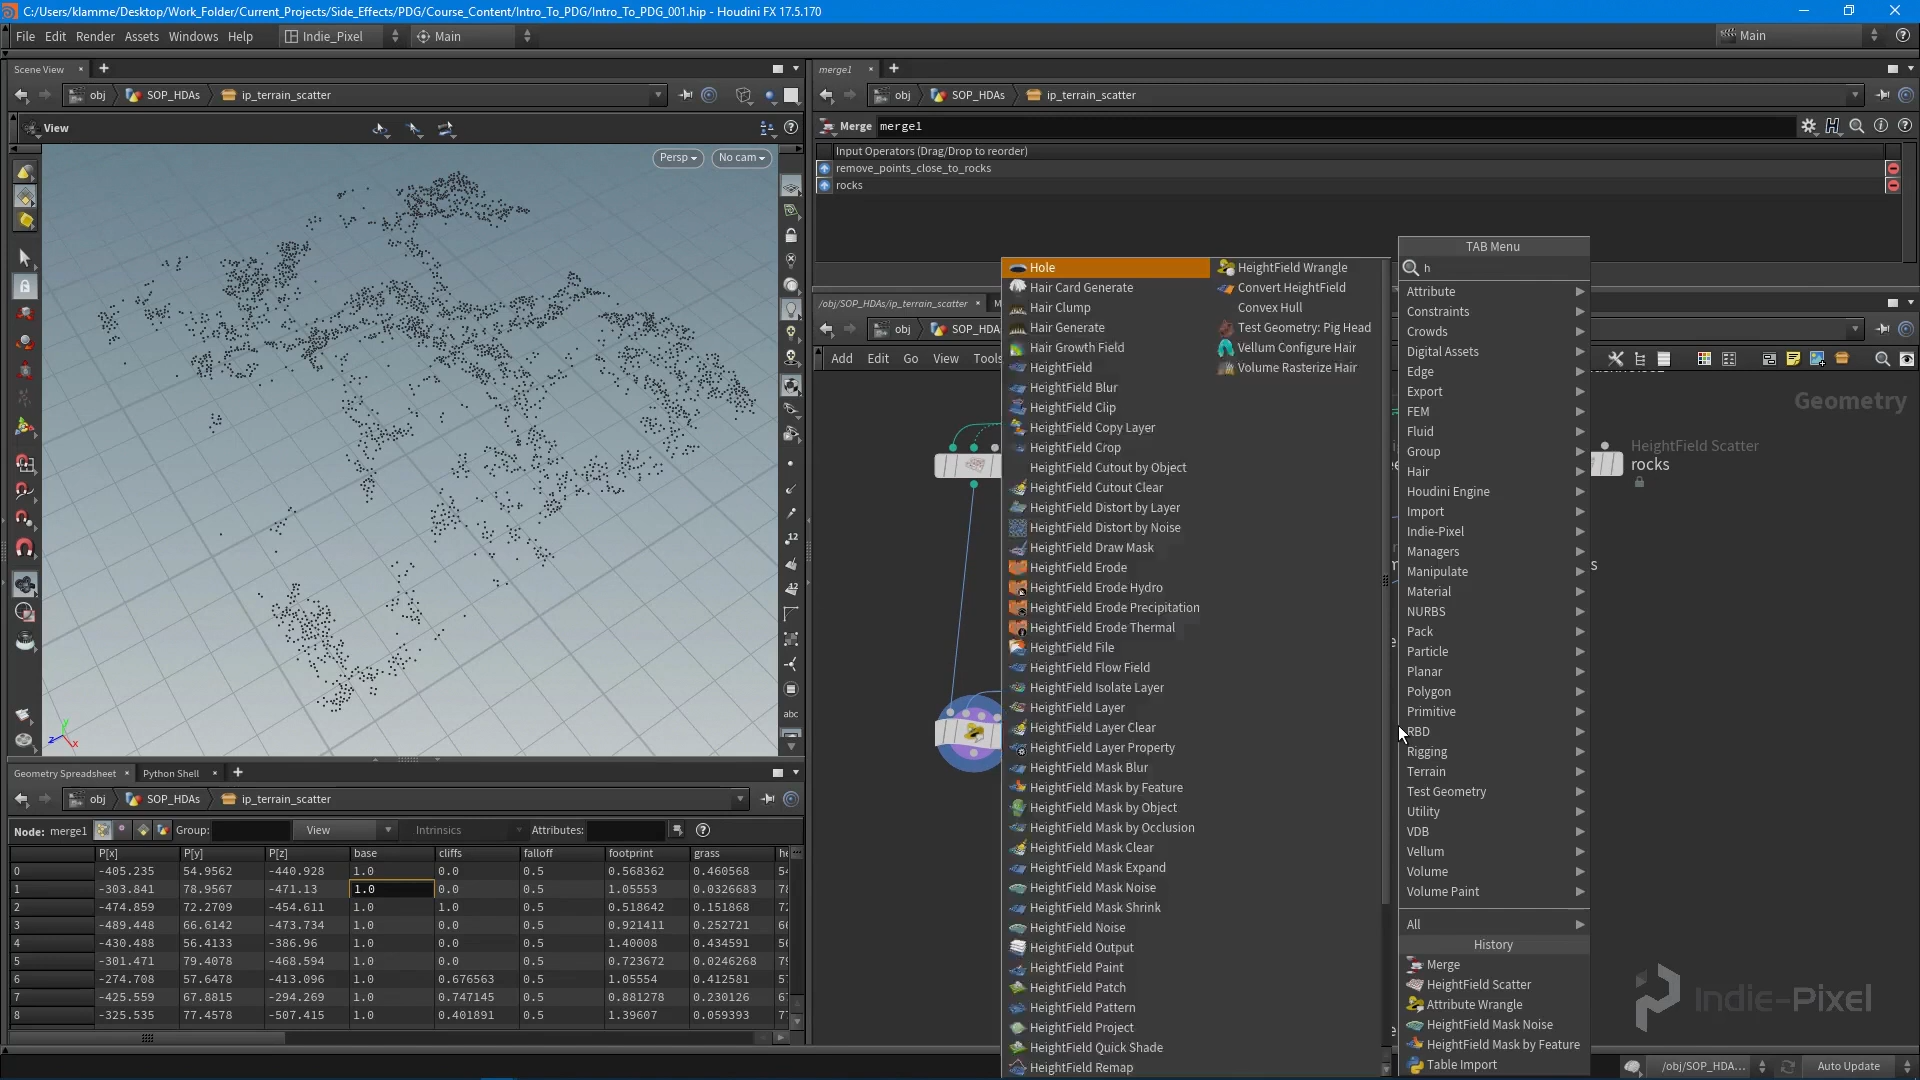 C:/Users/klamme/Desktop/Work_Folder/Current_Projects/Side_Effects/PDG/Course_Content/Intro_To_PDG/Intro_To_PDG_001.hip - Houdini FX 17.5.170
File Edit Render Assets Windows Help Indie_Pixel Main Main
Scene View
obj SOP_HDAs ip_terrain_scatter
View
Persp No cam
merge1
obj SOP_HDAs ip_terrain_scatter
Merge merge1
Input Operators (Drag/Drop to reorder)
remove_points_close_to_rocks
rocks
/obj/SOP_HDAs/ip_terrain_scatter
obj SOP_HDA
Add Edit Go View Tools
Geometry
HeightField Scatter
rocks
Hole
Hair Card Generate
Hair Clump
Hair Generate
Hair Growth Field
HeightField
HeightField Blur
HeightField Clip
HeightField Copy Layer
HeightField Crop
HeightField Cutout by Object
HeightField Cutout Clear
HeightField Distort by Layer
HeightField Distort by Noise
HeightField Draw Mask
HeightField Erode
HeightField Erode Hydro
HeightField Erode Precipitation
HeightField Erode Thermal
HeightField File
HeightField Flow Field
HeightField Isolate Layer
HeightField Layer
HeightField Layer Clear
HeightField Layer Property
HeightField Mask Blur
HeightField Mask by Feature
HeightField Mask by Object
HeightField Mask by Occlusion
HeightField Mask Clear
HeightField Mask Expand
HeightField Mask Noise
HeightField Mask Shrink
HeightField Noise
HeightField Output
HeightField Paint
HeightField Patch
HeightField Pattern
HeightField Project
HeightField Quick Shade
HeightField Remap
HeightField Wrangle
Convert HeightField
Convex Hull
Test Geometry: Pig Head
Vellum Configure Hair
Volume Rasterize Hair
TAB Menu
h
Attribute
Constraints
Crowds
Digital Assets
Edge
Export
FEM
Fluid
Group
Hair
Houdini Engine
Import
Indie-Pixel
Managers
Manipulate
Material
NURBS
Pack
Particle
Planar
Polygon
Primitive
RBD
Rigging
Terrain
Test Geometry
Utility
VDB
Vellum
Volume
Volume Paint
All
History
Merge
HeightField Scatter
Attribute Wrangle
HeightField Mask Noise
HeightField Mask by Feature
Table Import
Indie-Pixel
Geometry Spreadsheet Python Shell
obj SOP_HDAs ip_terrain_scatter
Node: merge1 Group: View Intrinsics Attributes:
P[x] P[y] P[z] base cliffs falloff footprint grass
0 -405.235 54.9562 -440.928 1.0 0.0 0.5 0.568362 0.460568
1 -303.841 78.9567 -471.13 1.0 0.0 0.5 1.05553 0.0326683
2 -474.859 72.2709 -454.611 1.0 1.0 0.5 0.518642 0.151868
3 -489.448 66.6142 -473.734 1.0 0.0 0.5 0.921411 0.252721
4 -430.488 56.4133 -386.96 1.0 0.0 0.5 1.40008 0.434591
5 -301.471 79.4078 -468.594 1.0 0.0 0.5 0.723672 0.0246268
6 -274.708 57.6478 -413.096 1.0 0.676563 0.5 1.05554 0.412581
7 -425.559 67.8815 -294.269 1.0 0.747145 0.5 0.881278 0.230126
8 -325.535 77.4578 -507.415 1.0 0.401891 0.5 1.39607 0.059393
/obj/SOP_HDA... Auto Update